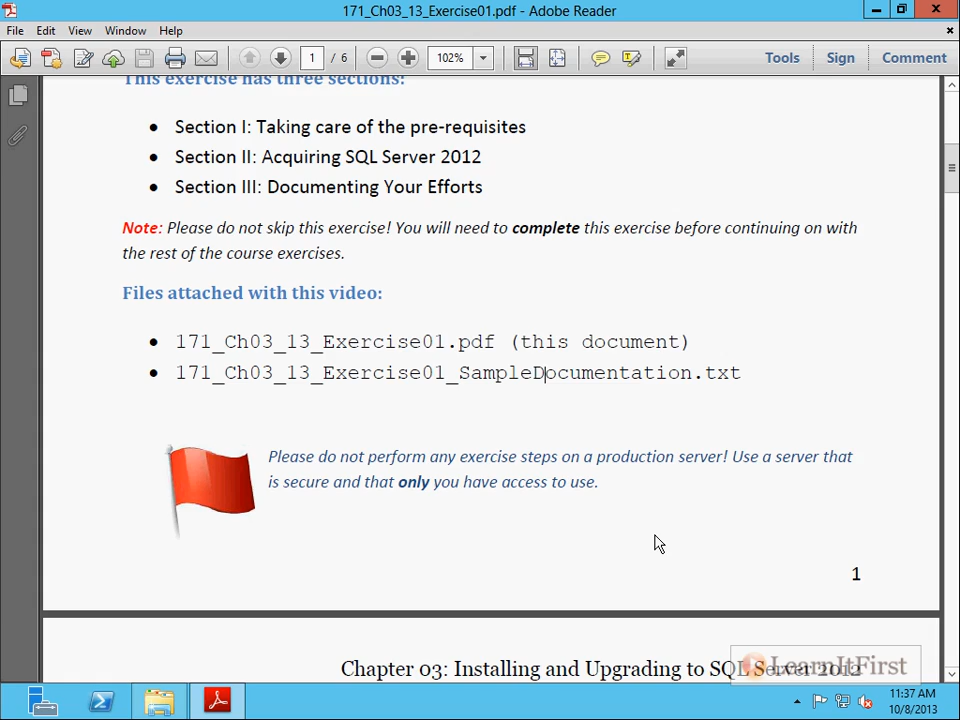 171_Ch03_13_Exercise01.pdf - Adobe Reader
File Edit View Window Help
1 / 6 102% Tools Sign Comment
This exercise has three sections:
• Section I: Taking care of the pre-requisites
• Section II: Acquiring SQL Server 2012
• Section III: Documenting Your Efforts
Note: Please do not skip this exercise! You will need to complete this exercise before continuing on with
the rest of the course exercises.
Files attached with this video:
• 171_Ch03_13_Exercise01.pdf (this document)
• 171_Ch03_13_Exercise01_SampleDocumentation.txt
Please do not perform any exercise steps on a production server! Use a server that
is secure and that only you have access to use.
1
Chapter 03: Installing and Upgrading to SQL Server 2012
LearnItFirst
11:37 AM
10/8/2013